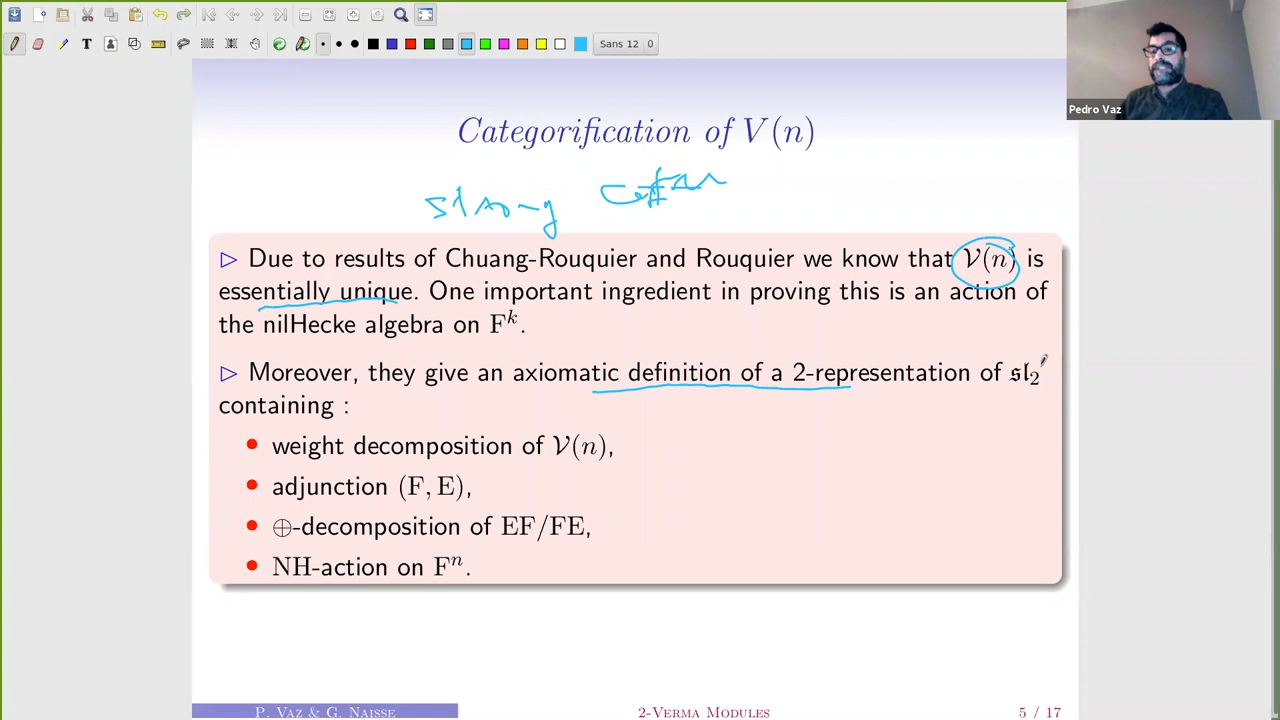 Sans 12 0
Pedro Vaz
Categorification of V(n)
strong
▷ Due to results of Chuang-Rouquier and Rouquier we know that 𝒱(n) is
essentially unique. One important ingredient in proving this is an action of
the nilHecke algebra on Fᵏ.
▷ Moreover, they give an axiomatic definition of a 2-representation of 𝔰𝔩₂
containing :
• weight decomposition of 𝒱(n),
• adjunction (F, E),
• ⊕-decomposition of EF/FE,
• NH-action on Fⁿ.
P. Vaz & G. Naisse 2-Verma Modules 5 / 17